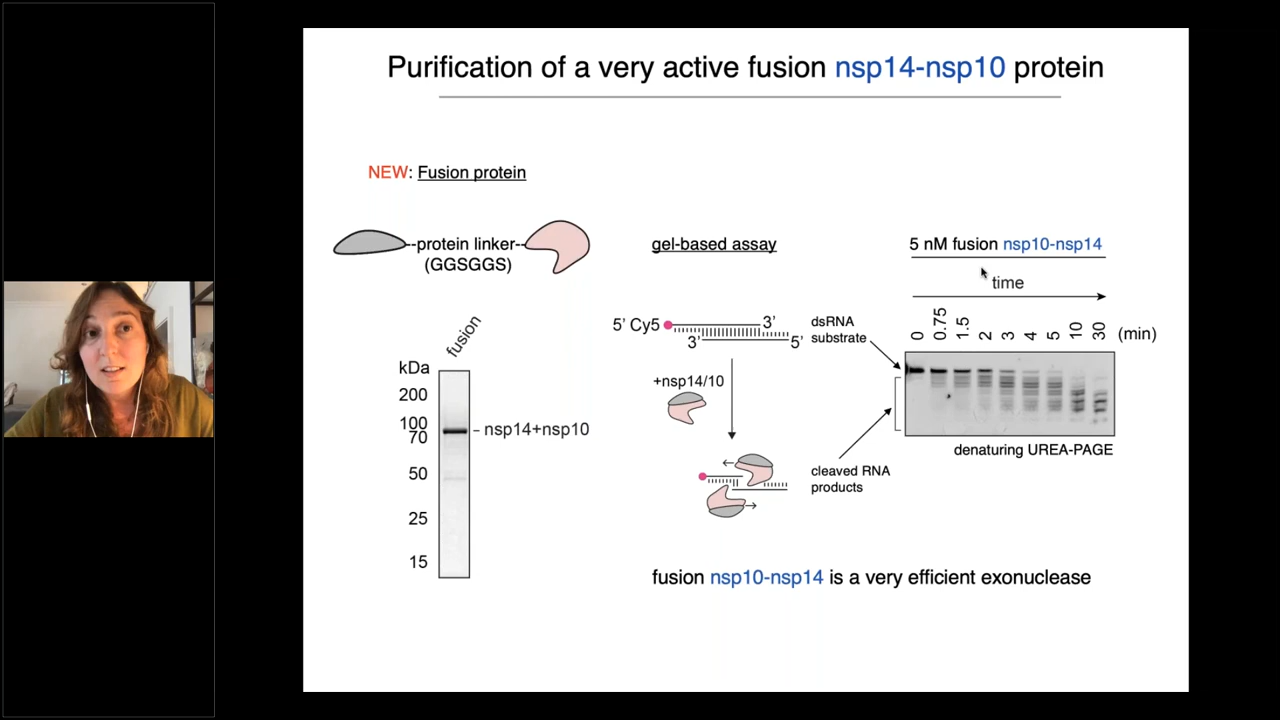 Purification of a very active fusion nsp14-nsp10 protein
NEW: Fusion protein
--protein linker--
(GGSGGS)
fusion
kDa
200
100
70
50
25
15
- nsp14+nsp10
gel-based assay
5' Cy5
3'
3'
5'
+nsp14/10
dsRNA
substrate
cleaved RNA
products
5 nM fusion nsp10-nsp14
time
0 0.75 1.5 2 3 4 5 10 30 (min)
denaturing UREA-PAGE
fusion nsp10-nsp14 is a very efficient exonuclease